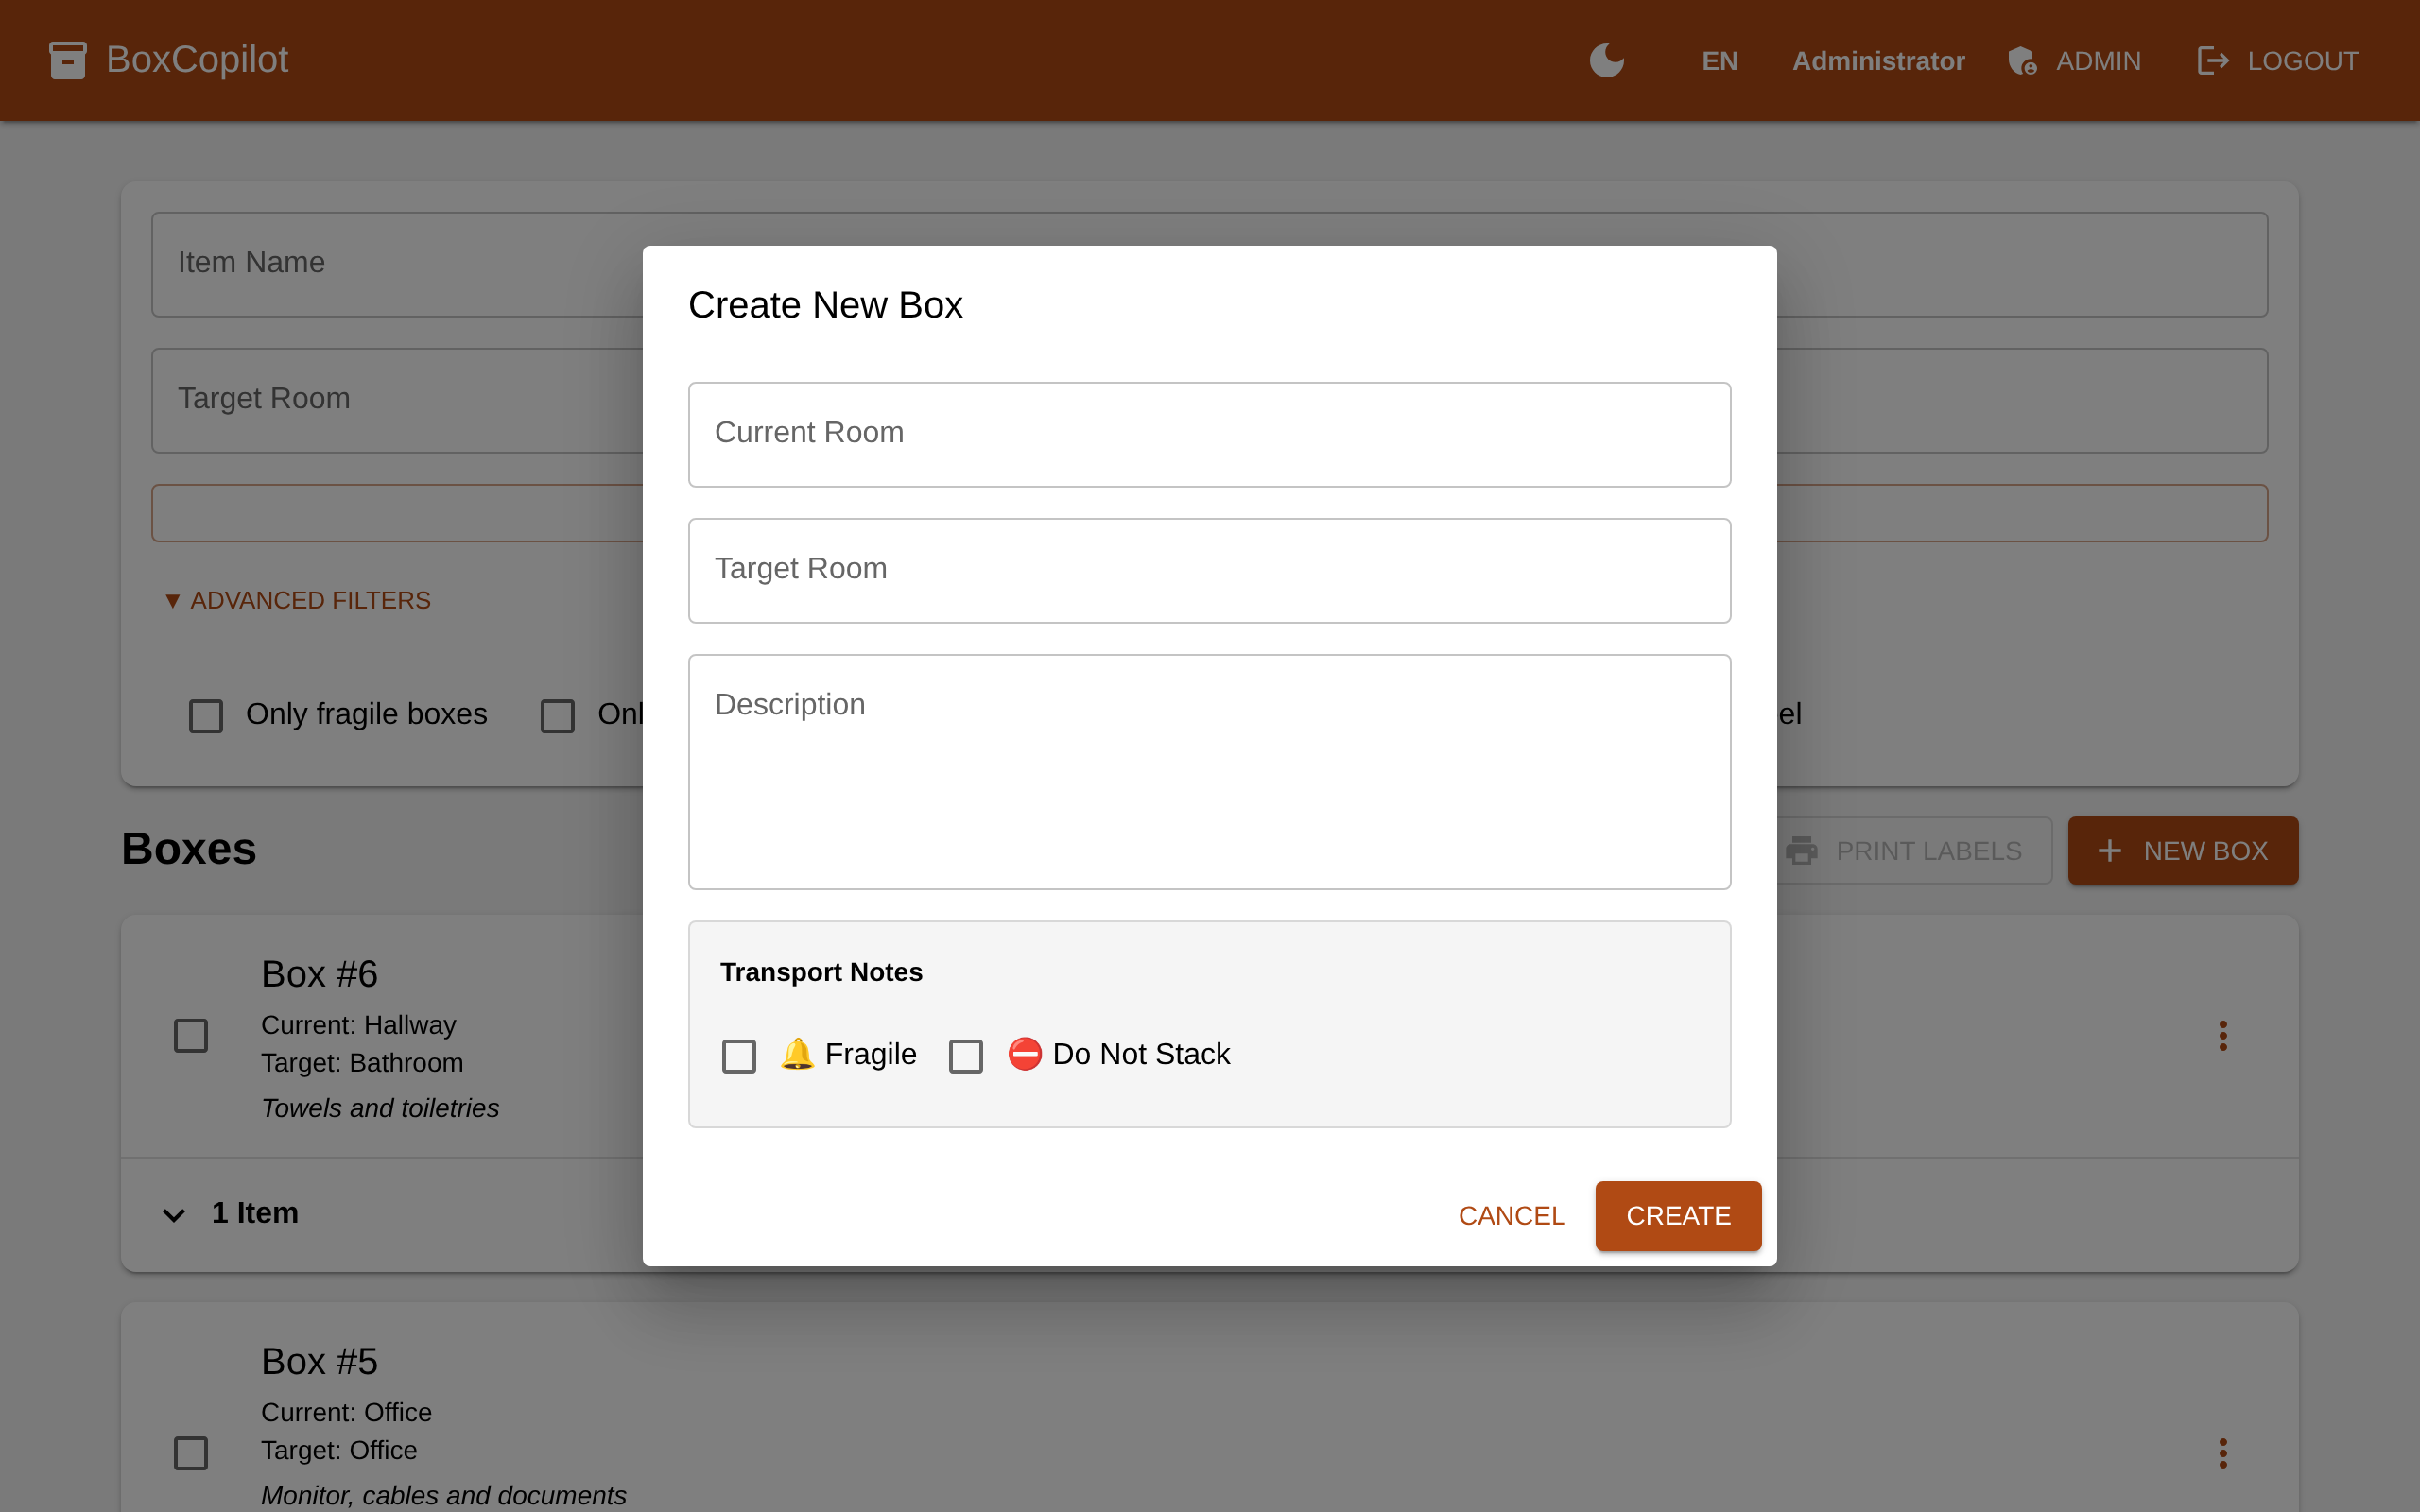 BoxCopilot
EN Administrator ADMIN LOGOUT
Item Name
Target Room
▼ ADVANCED FILTERS
Only fragile boxes
Boxes
PRINT LABELS
NEW BOX
Box #6
Current: Hallway
Target: Bathroom
Towels and toiletries
1 Item
Box #5
Current: Office
Target: Office
Monitor, cables and documents
Create New Box
Current Room
Target Room
Description
Transport Notes
🔔 Fragile ⛔ Do Not Stack
CANCEL CREATE